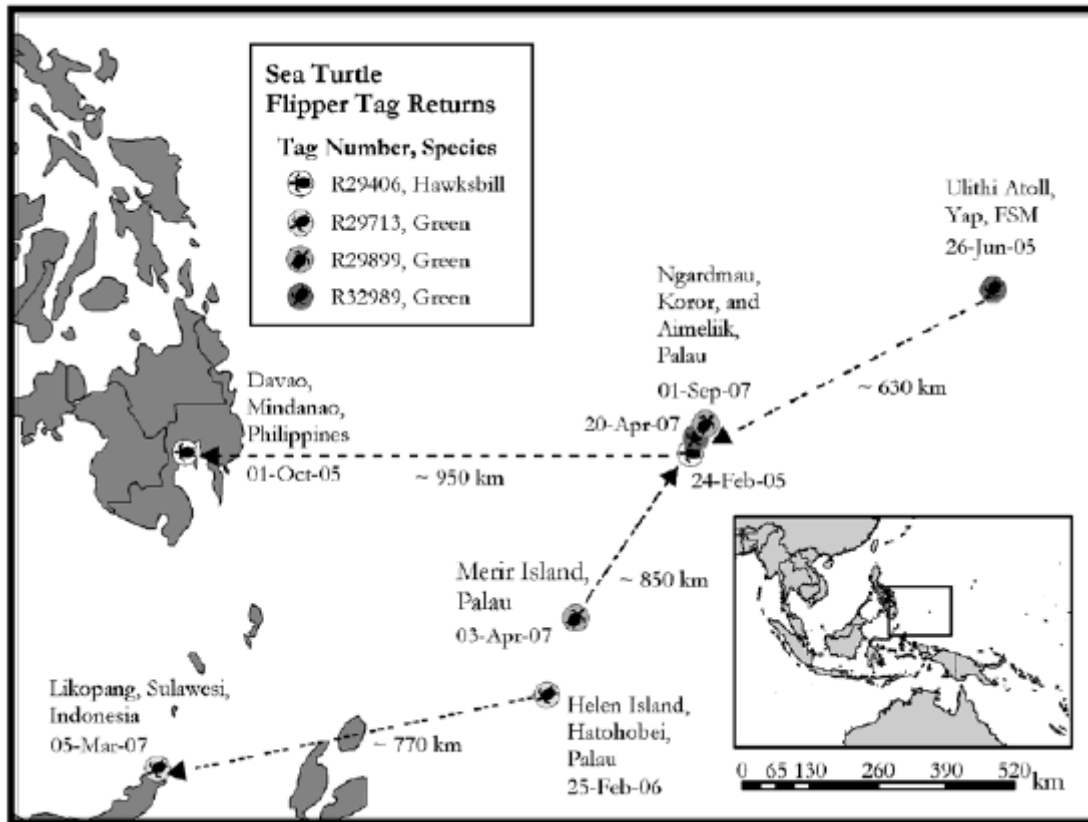 Sea Turtle
Flipper Tag Returns
Tag Number, Species
R29406, Hawksbill
R29713, Green
R29899, Green
R32989, Green
Ulithi Atoll,
Yap, FSM
26-Jun-05
Ngardmau,
Koror, and
Aimeliik,
Palau
01-Sep-07
20-Apr-07
24-Feb-05
~ 630 km
Davao,
Mindanao,
Philippines
01-Oct-05
~ 950 km
Merir Island,
Palau
03-Apr-07
~ 850 km
Likopang, Sulawesi,
Indonesia
05-Mar-07
~ 770 km
Helen Island,
Hatohobei,
Palau
25-Feb-06
0 65 130 260 390 520
km